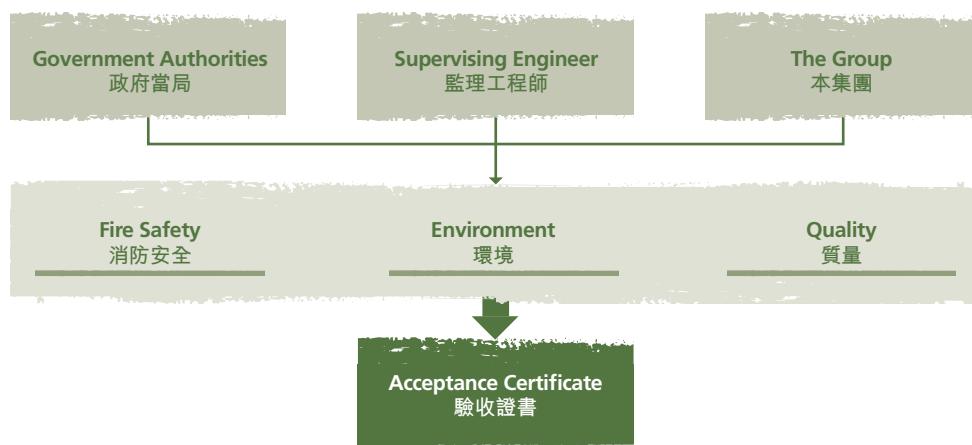 Government Authorities
政府當局
Supervising Engineer
監理工程師
The Group
本集團
Fire Safety
消防安全
Environment
環境
Quality
質量
Acceptance Certificate
驗收證書